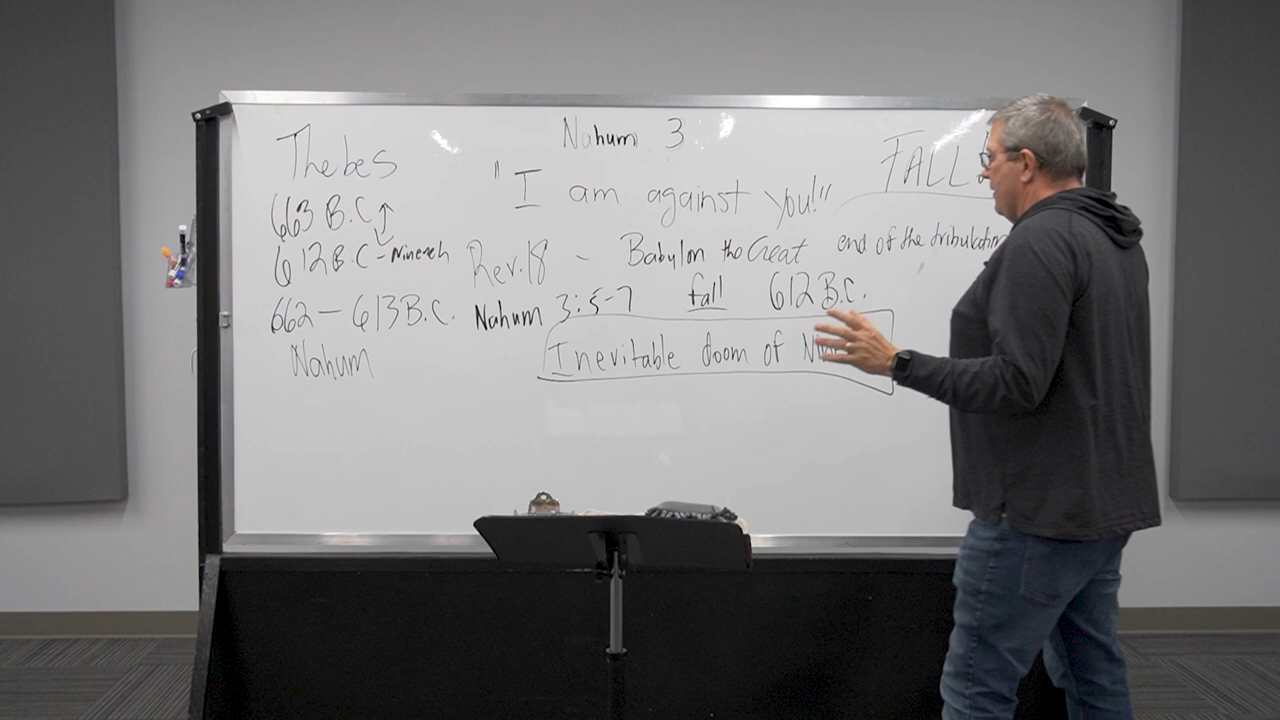 Nahum 3
Thebes
663 B.C
612 B.C - Nineveh
662 - 613 B.C.
Nahum
"I am against you!"
FALL
Rev. 18 - Babylon the Great end of the tribulation
Nahum 3:5-7 fall 612 B.C.
Inevitable doom of